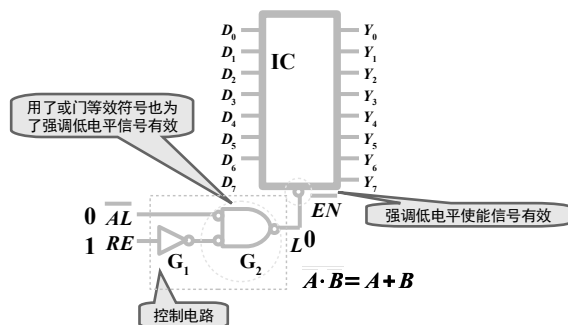 D₀
D₁
D₂
D₃
D₄
D₅
D₆
D₇
IC
Y₀
Y₁
Y₂
Y₃
Y₄
Y₅
Y₆
Y₇
用了或门等效符号也为
了强调低电平信号有效
E̅N̅
强调低电平使能信号有效
0 A̅L̅
1 RE
G₁
G₂
L0
A̅·B̅=A+B
控制电路